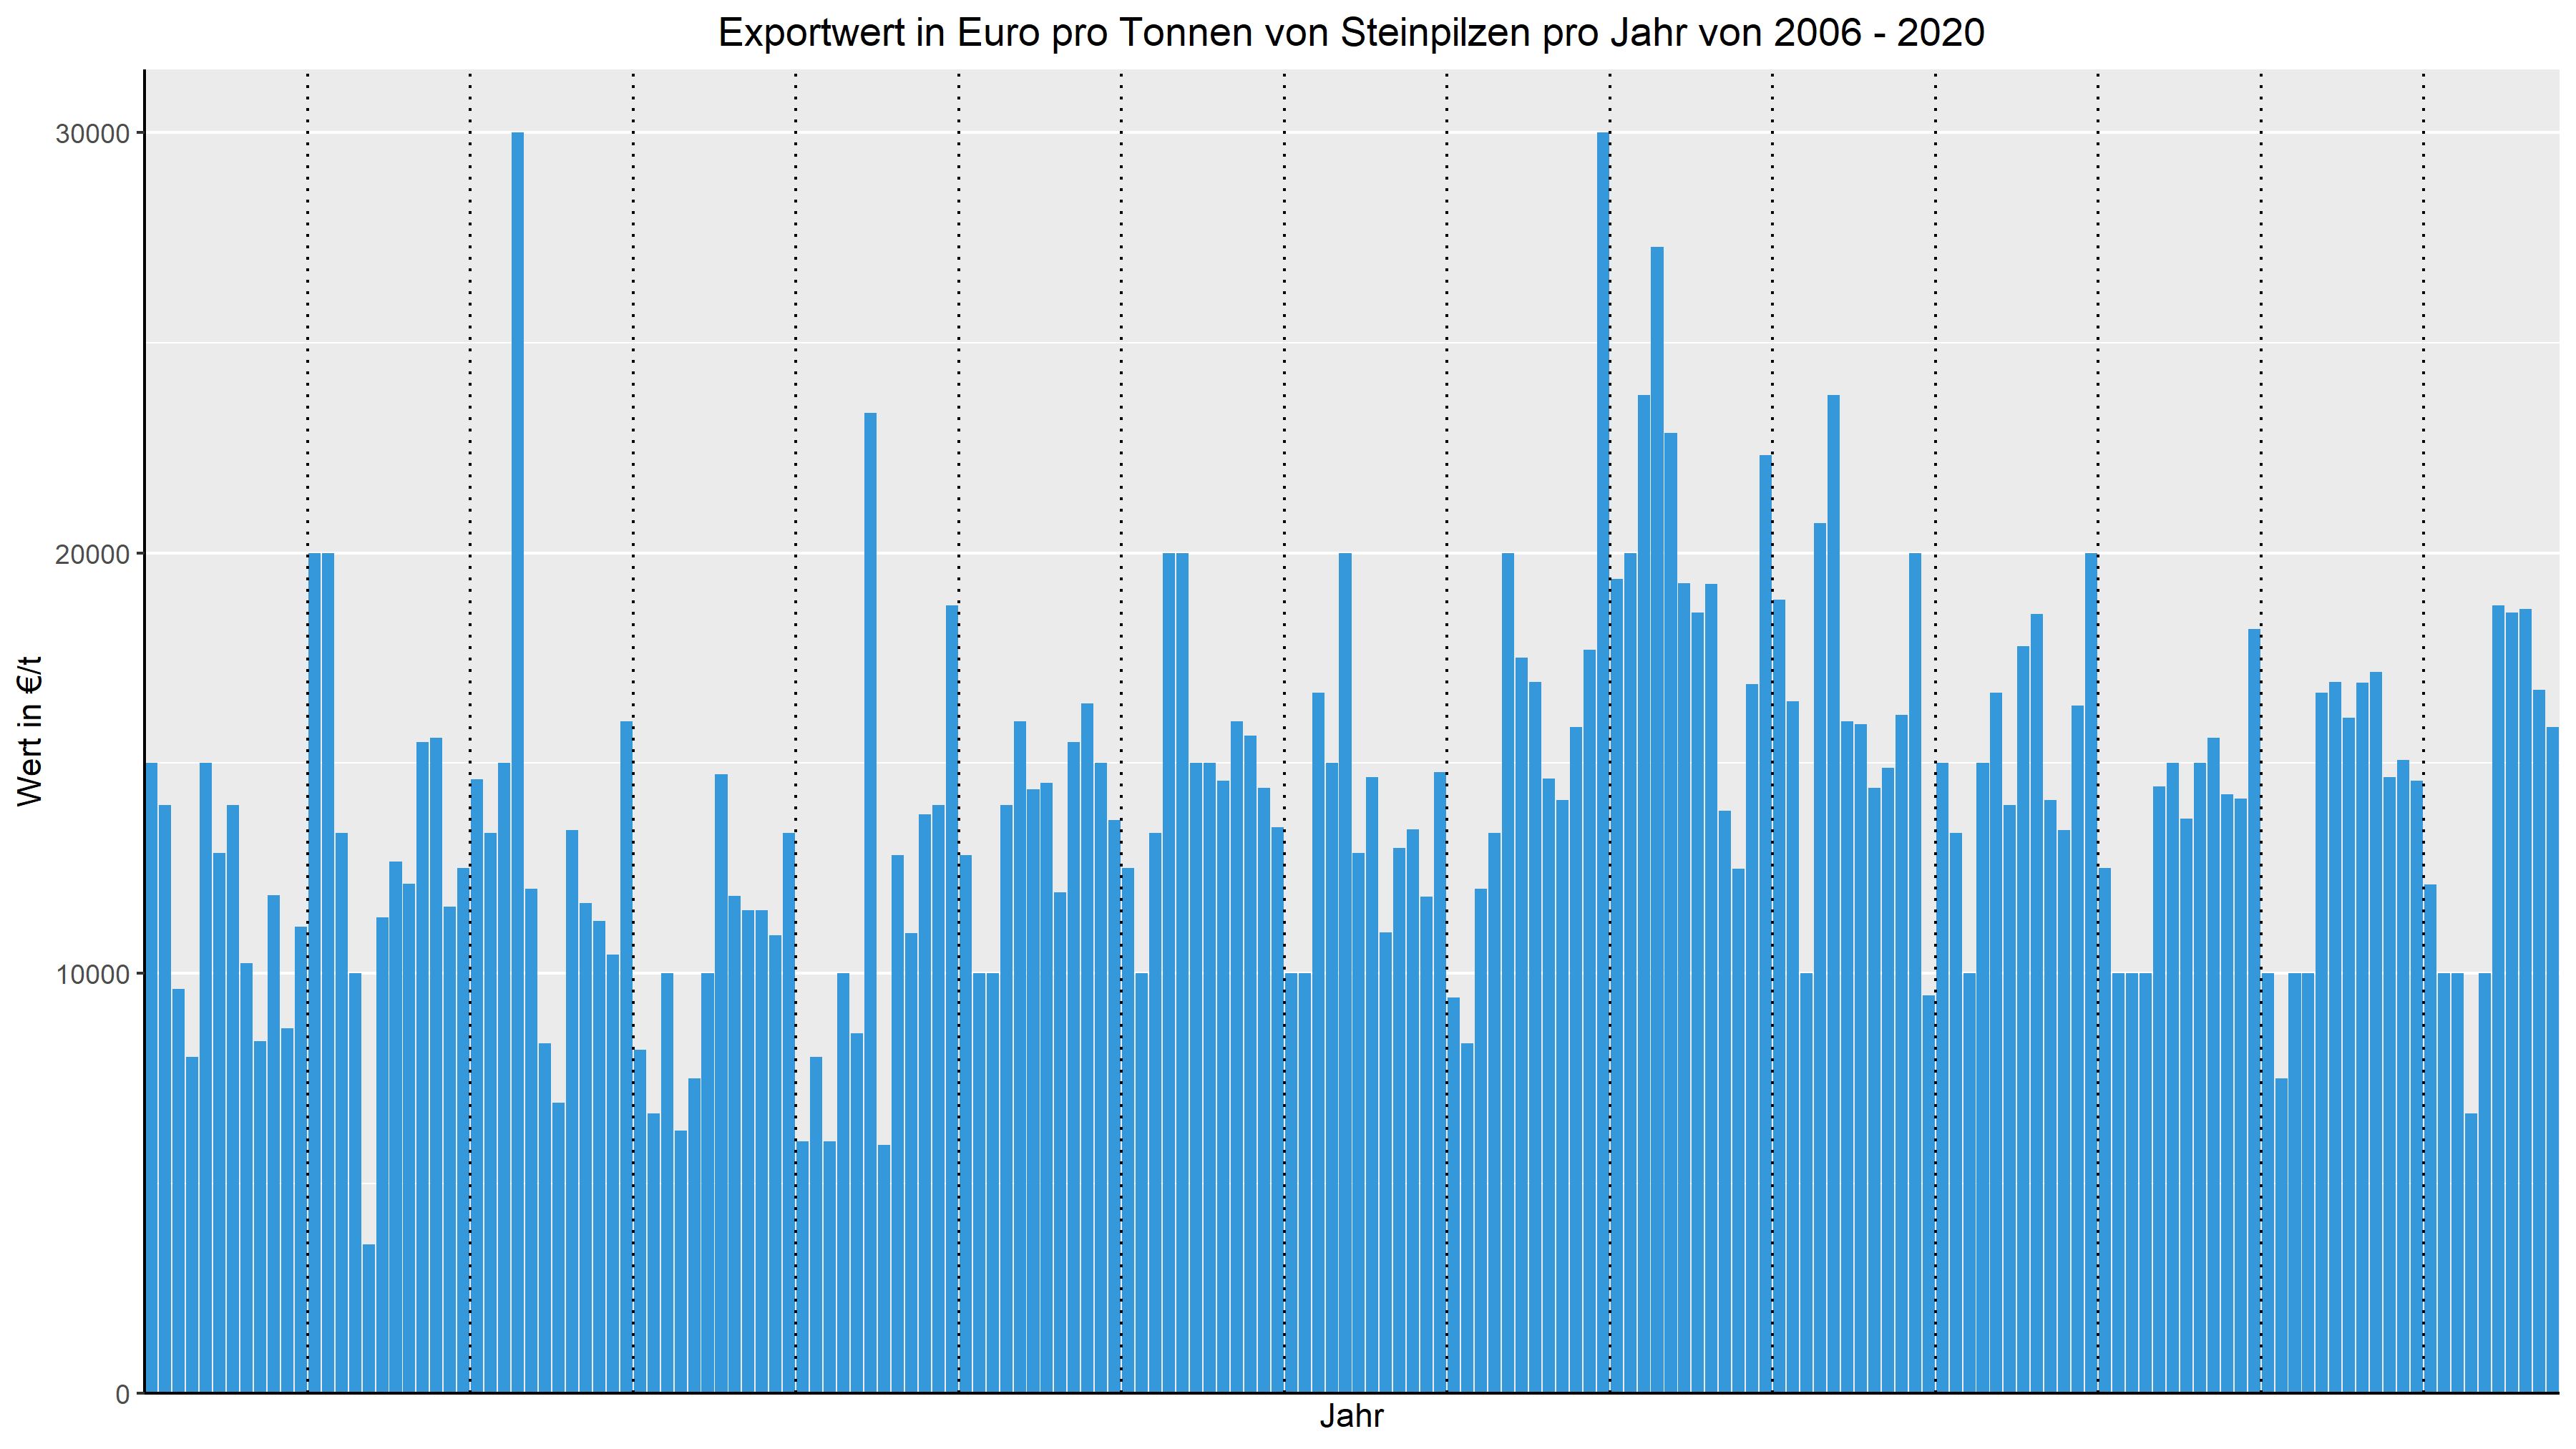 Exportwert in Euro pro Tonnen von Steinpilzen pro Jahr von 2006 - 2020
30000
20000
10000
0
Wert in €/t
Jahr